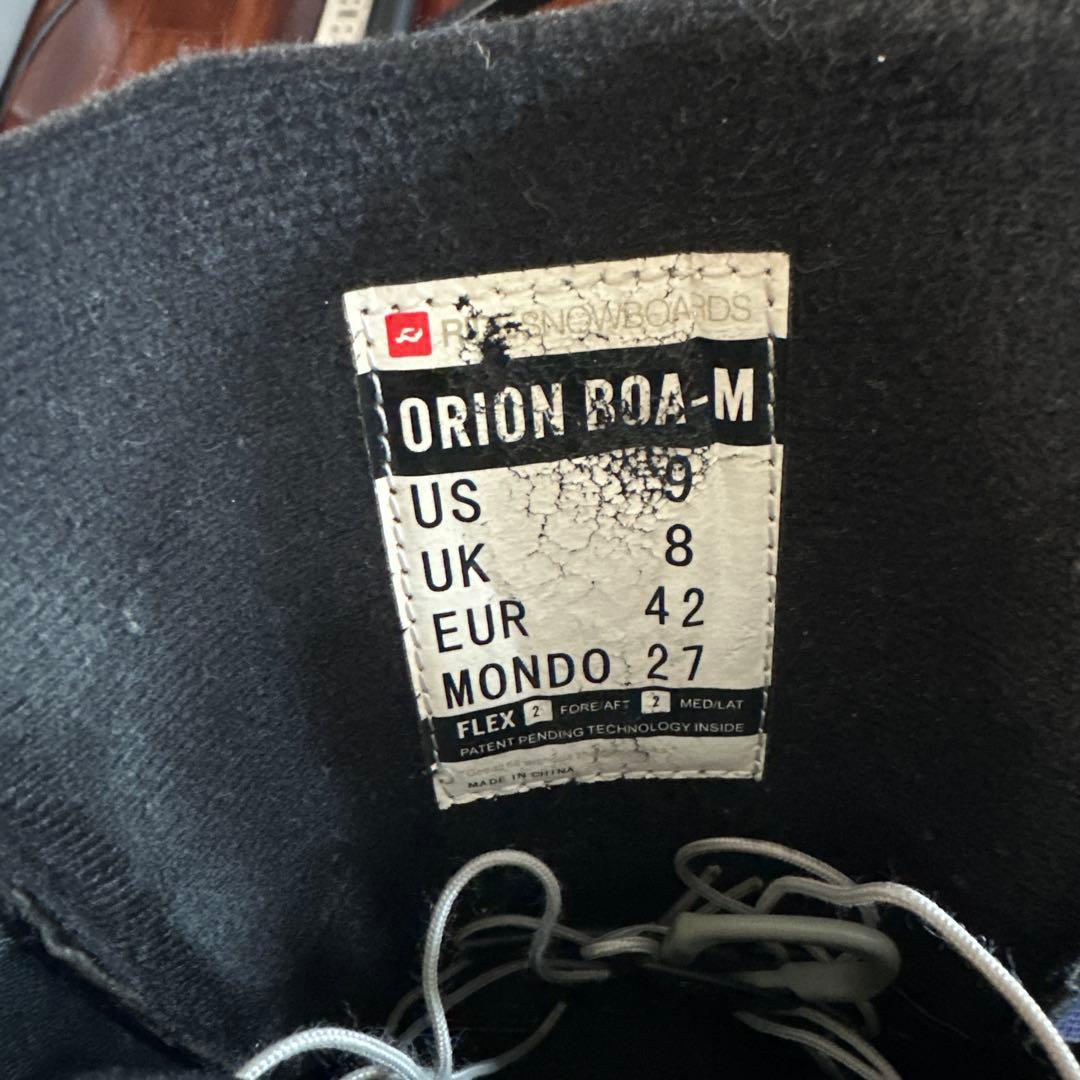 SNOWBOARDS
ORION BOA-M
US 9
UK 8
EUR 42
MONDO 27
FLEX 2 FORE/AFT 2 MED/LAT
PATENT PENDING TECHNOLOGY INSIDE
MADE IN CHINA